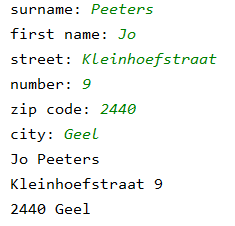 surname: Peeters
first name: Jo
street: Kleinhoefstraat
number: 9
zip code: 2440
city: Geel
Jo Peeters
Kleinhoefstraat 9
2440 Geel